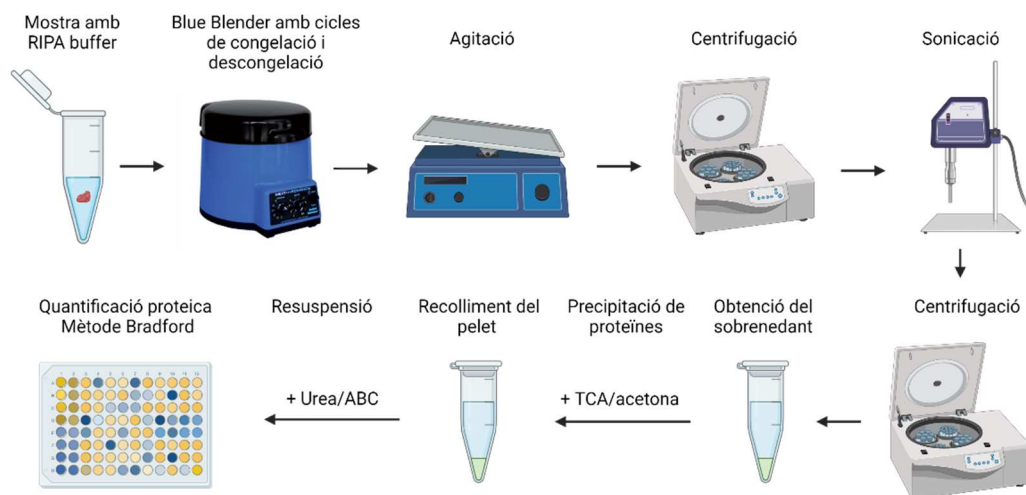 Mostra amb
RIPA buffer
Blue Blender amb cicles
de congelació i
descongelació
Agitació
Centrifugació
Sonicació
Quantificació proteica
Mètode Bradford
Resuspensió
Recolliment del
pelet
Precipitació de
proteïnes
Obtenció del
sobrenedant
Centrifugació
+ Urea/ABC
+ TCA/acetona